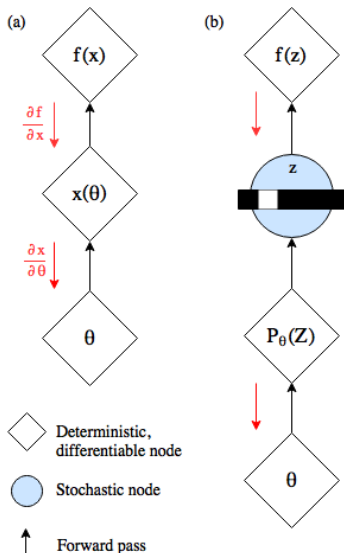 (a)
f(x)
∂f
∂x
x(θ)
∂x
∂θ
θ
(b)
f(z)
z
P_θ(Z)
θ
Deterministic,
differentiable node
Stochastic node
Forward pass